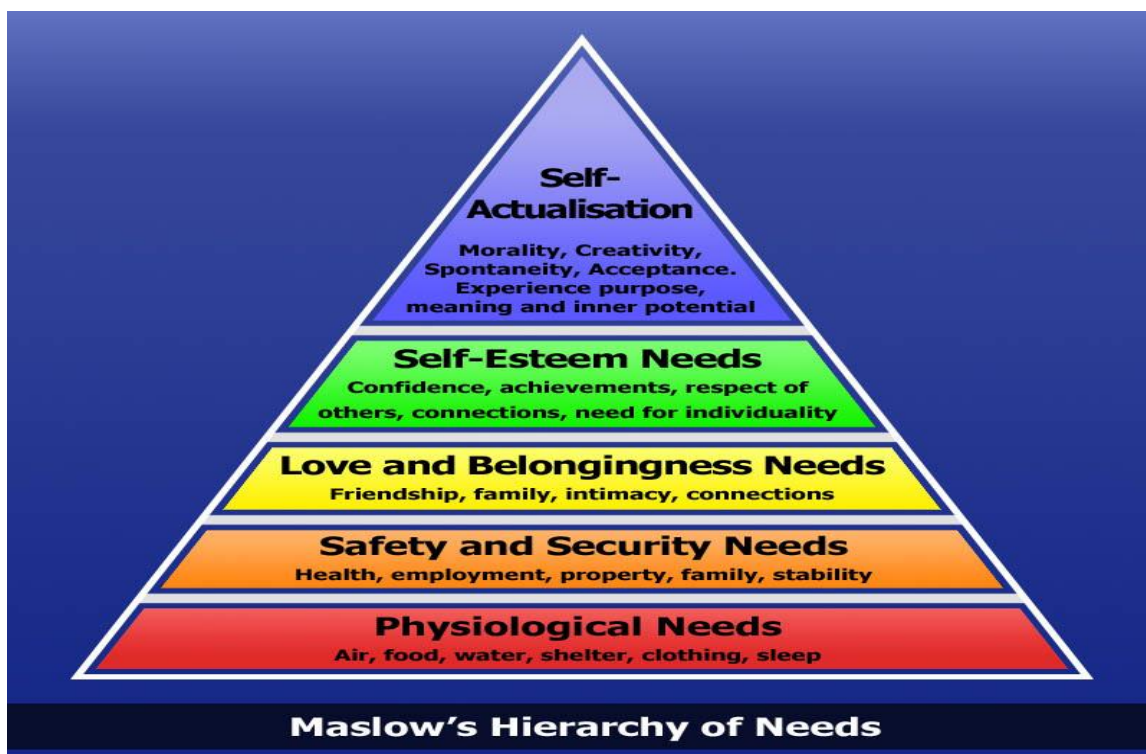 Self-
Actualisation
Morality, Creativity,
Spontaneity, Acceptance.
Experience purpose,
meaning and inner potential
Self-Esteem Needs
Confidence, achievements, respect of
others, connections, need for individuality
Love and Belongingness Needs
Friendship, family, intimacy, connections
Safety and Security Needs
Health, employment, property, family, stability
Physiological Needs
Air, food, water, shelter, clothing, sleep
Maslow's Hierarchy of Needs